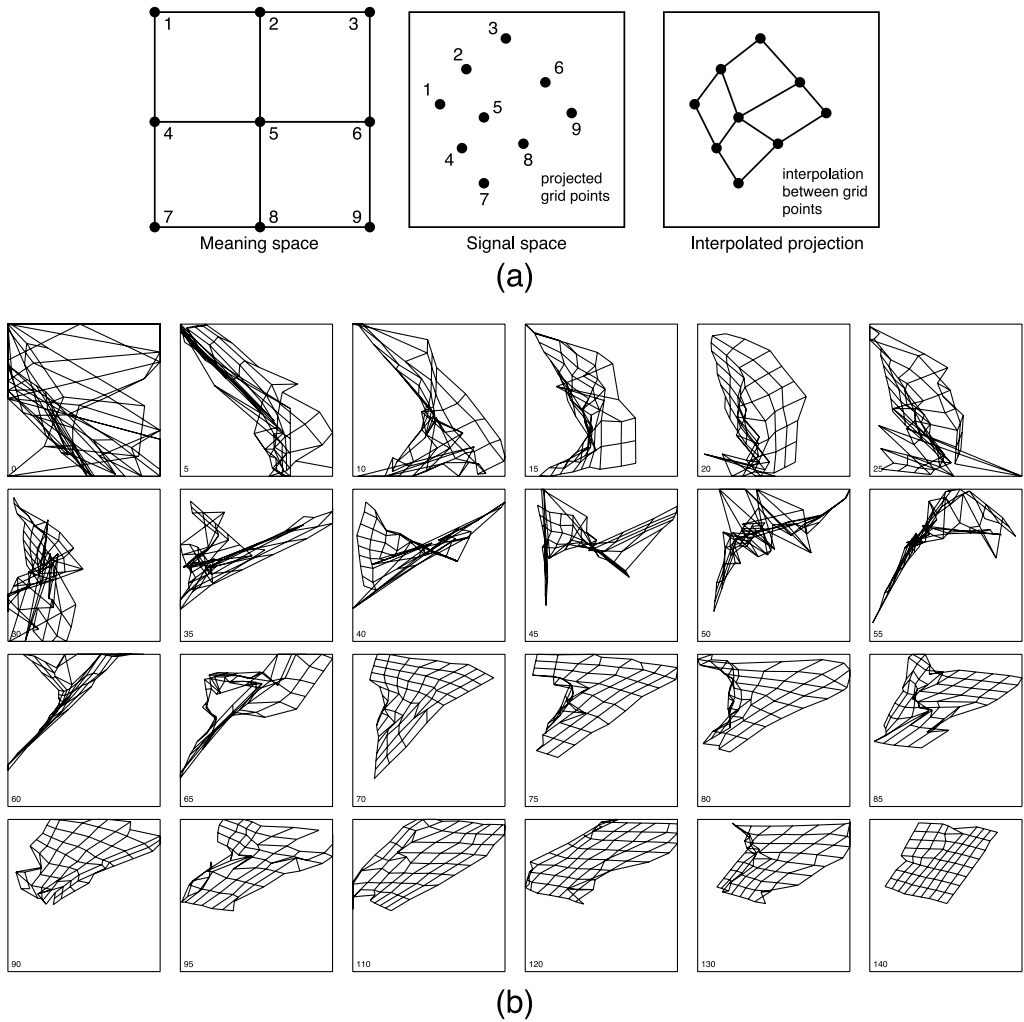 1 2 3
4 5 6
7 8 9
Meaning space
3
2 6
1 5 9
4 8
7
projected
grid points
Signal space
interpolation
between grid
points
Interpolated projection
(a)
0 5 10 15 20 25
30 35 40 45 50 55
60 65 70 75 80 85
90 95 110 120 130 140
(b)